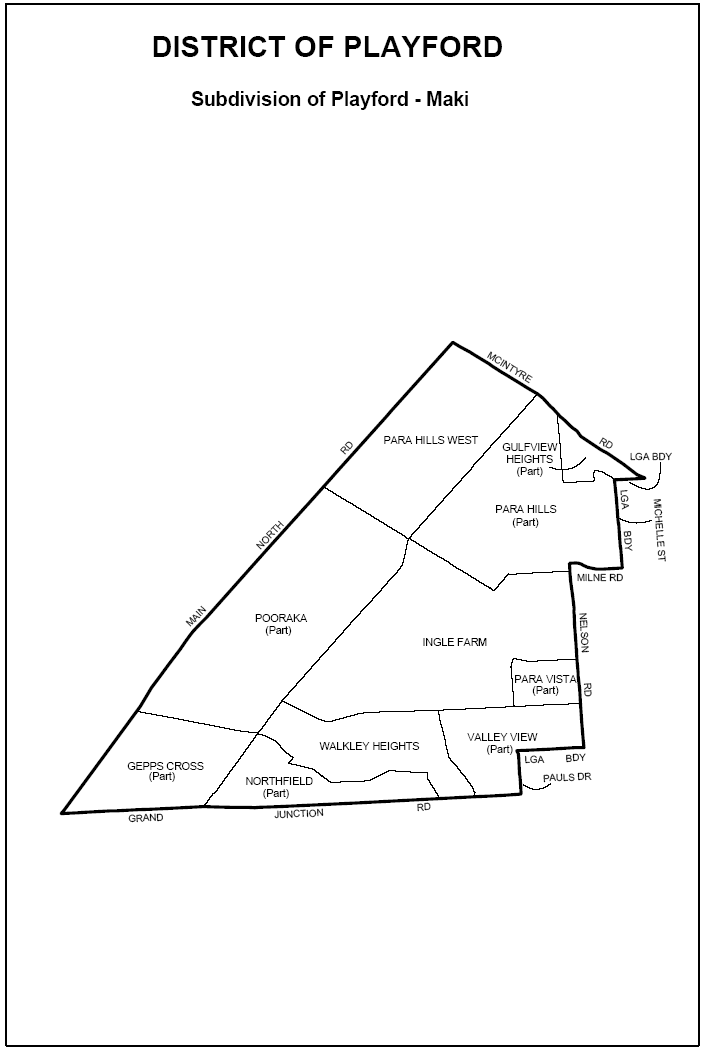 DISTRICT OF PLAYFORD
Subdivision of Playford - Maki
MCINTYRE
RD
LGA BDY
PARA HILLS WEST
GULFVIEW
HEIGHTS
(Part)
RD
MICHELLE ST
LGA
BDY
PARA HILLS
(Part)
NORTH
MILNE RD
MAIN
POORAKA
(Part)
INGLE FARM
NELSON
RD
PARA VISTA
(Part)
VALLEY VIEW
(Part)
WALKLEY HEIGHTS
LGA
BDY
GEPPS CROSS
(Part)
NORTHFIELD
(Part)
PAULS DR
GRAND
JUNCTION
RD